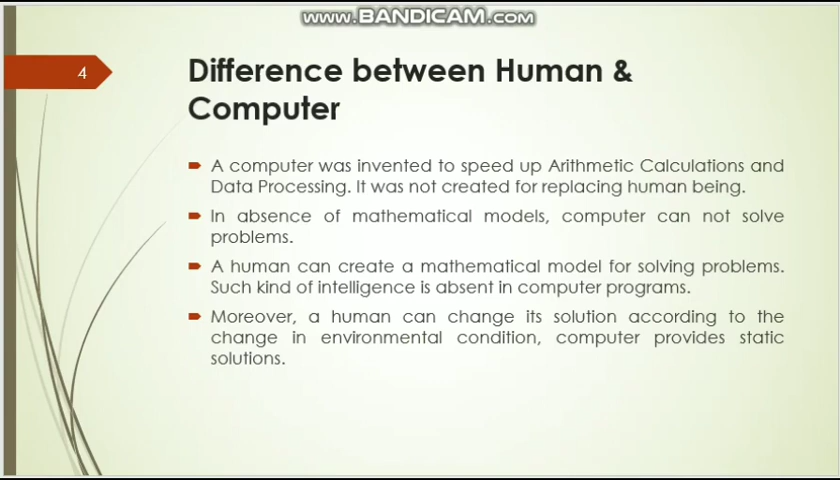 www.BANDICAM.com
4
Difference between Human &
Computer
A computer was invented to speed up Arithmetic Calculations and
Data Processing. It was not created for replacing human being.
In absence of mathematical models, computer can not solve
problems.
A human can create a mathematical model for solving problems.
Such kind of intelligence is absent in computer programs.
Moreover, a human can change its solution according to the
change in environmental condition, computer provides static
solutions.